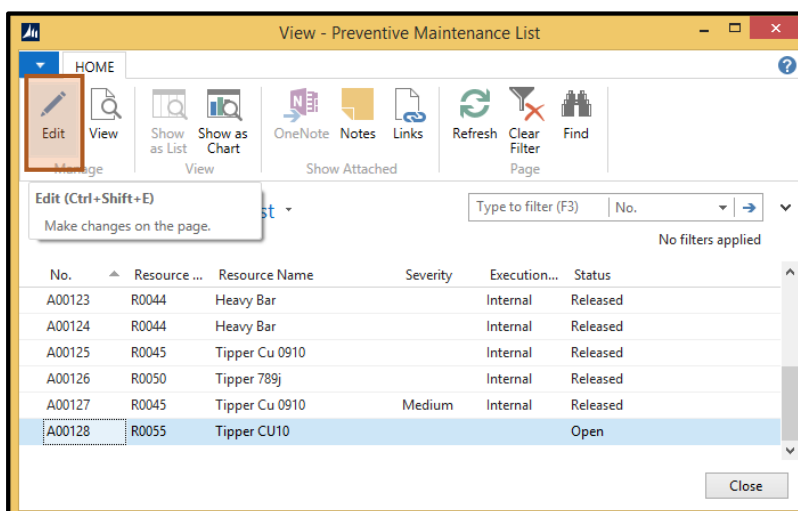 View - Preventive Maintenance List
HOME
Edit View Show as List Show as Chart OneNote Notes Links Refresh Clear Filter Find
Manage View Show Attached Page
Edit (Ctrl+Shift+E)
Make changes on the page.
st
Type to filter (F3) No.
No filters applied
No. Resource ... Resource Name Severity Execution... Status
A00123 R0044 Heavy Bar Internal Released
A00124 R0044 Heavy Bar Internal Released
A00125 R0045 Tipper Cu 0910 Internal Released
A00126 R0050 Tipper 789j Internal Released
A00127 R0045 Tipper Cu 0910 Medium Internal Released
A00128 R0055 Tipper CU10 Open
Close